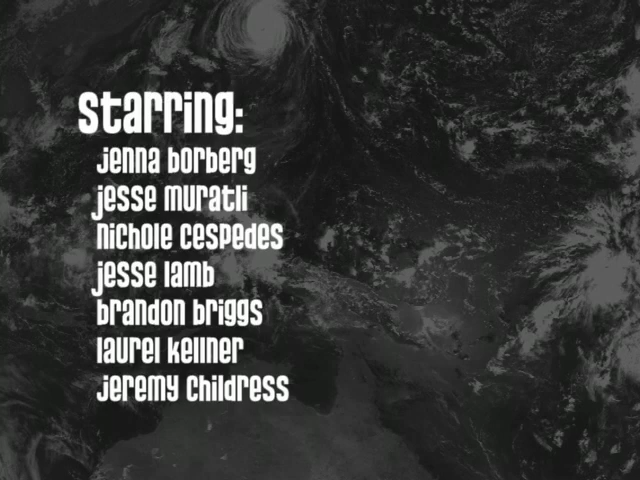 starring:
jenna borberg
jesse muratli
nichole cespedes
jesse lamb
brandon briggs
laurel kellner
jeremy childress